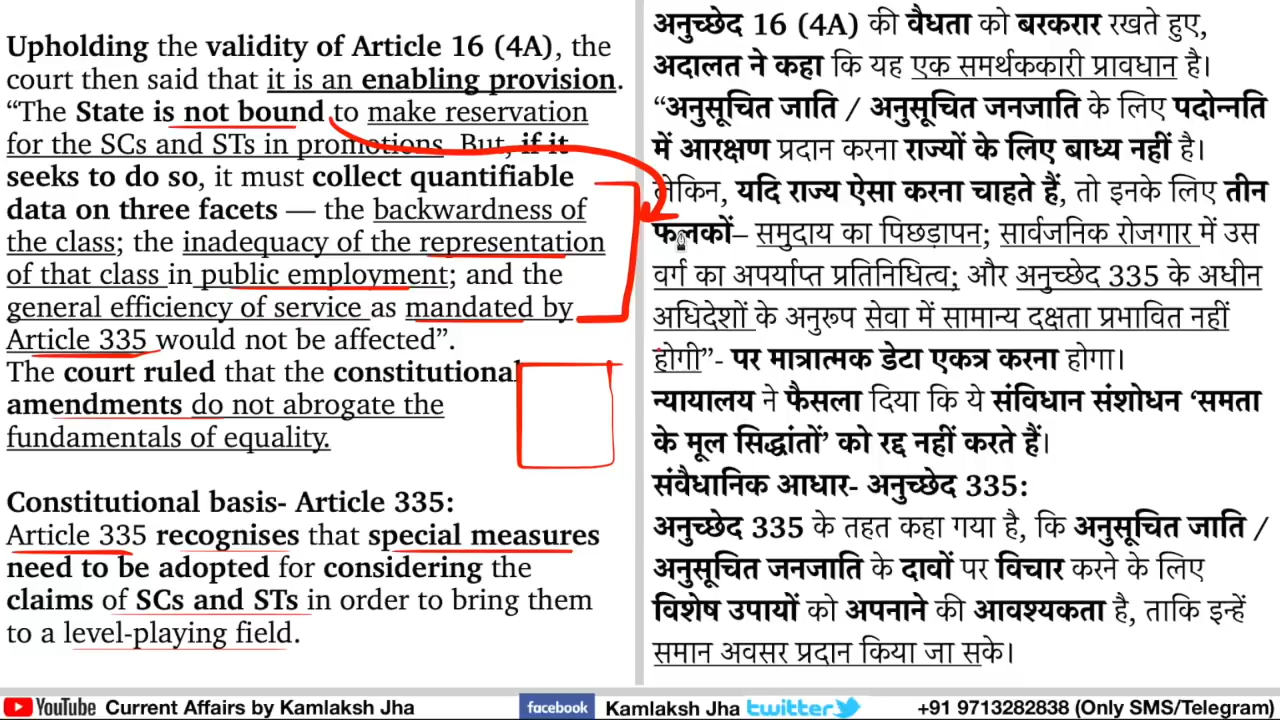 Upholding the validity of Article 16 (4A), the
court then said that it is an enabling provision.
“The State is not bound to make reservation
for the SCs and STs in promotions. But, if it
seeks to do so, it must collect quantifiable
data on three facets — the backwardness of
the class; the inadequacy of the representation
of that class in public employment; and the
general efficiency of service as mandated by
Article 335 would not be affected”.
The court ruled that the constitutional
amendments do not abrogate the
fundamentals of equality.
Constitutional basis- Article 335:
Article 335 recognises that special measures
need to be adopted for considering the
claims of SCs and STs in order to bring them
to a level-playing field.
अनुच्छेद 16 (4A) की वैधता को बरकरार रखते हुए,
अदालत ने कहा कि यह एक समर्थककारी प्रावधान है।
“अनुसूचित जाति / अनुसूचित जनजाति के लिए पदोन्नति
में आरक्षण प्रदान करना राज्यों के लिए बाध्य नहीं है।
लेकिन, यदि राज्य ऐसा करना चाहते हैं, तो इनके लिए तीन
फलकों– समुदाय का पिछड़ापन; सार्वजनिक रोजगार में उस
वर्ग का अपर्याप्त प्रतिनिधित्व; और अनुच्छेद 335 के अधीन
अधिदेशों के अनुरूप सेवा में सामान्य दक्षता प्रभावित नहीं
होगी”- पर मात्रात्मक डेटा एकत्र करना होगा।
न्यायालय ने फैसला दिया कि ये संविधान संशोधन ‘समता
के मूल सिद्धांतों’ को रद्द नहीं करते हैं।
संवैधानिक आधार- अनुच्छेद 335:
अनुच्छेद 335 के तहत कहा गया है, कि अनुसूचित जाति /
अनुसूचित जनजाति के दावों पर विचार करने के लिए
विशेष उपायों को अपनाने की आवश्यकता है, ताकि इन्हें
समान अवसर प्रदान किया जा सके।
YouTube Current Affairs by Kamlaksh Jha facebook Kamlaksh Jha twitter +91 9713282838 (Only SMS/Telegram)